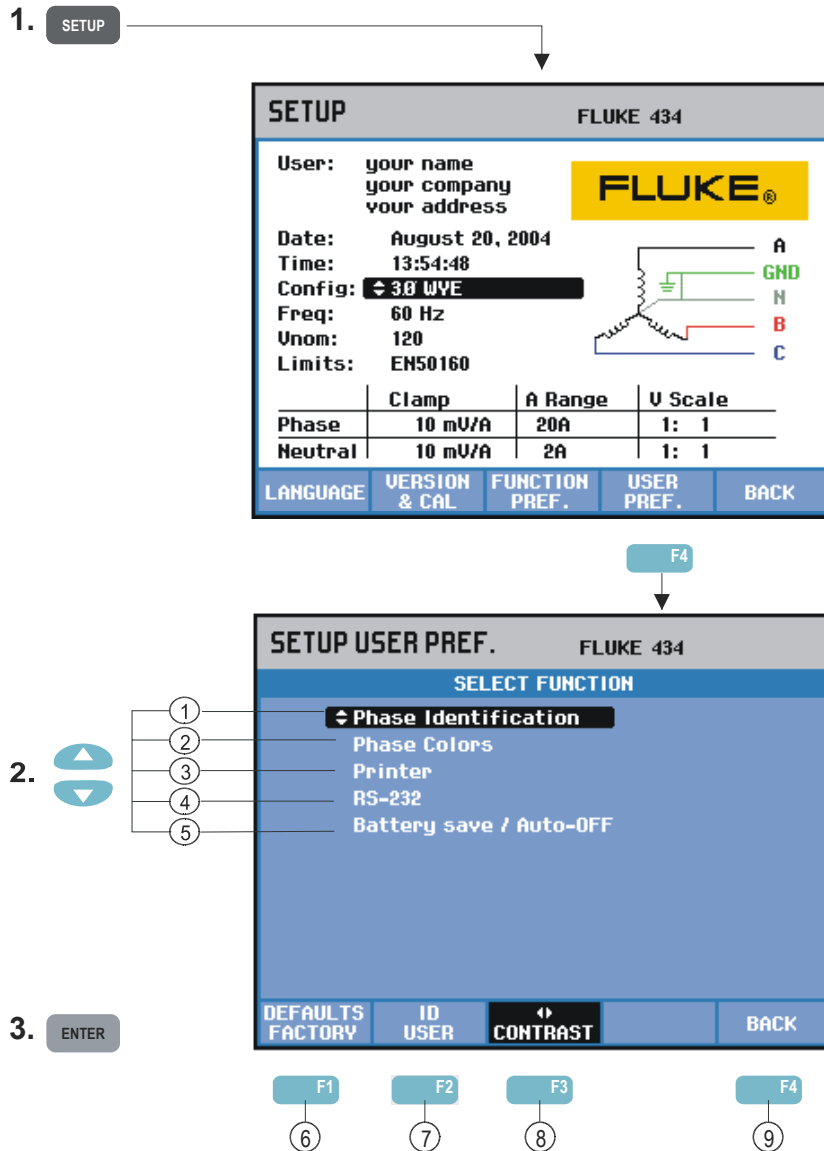 1. SETUP
SETUP FLUKE 434
User: your name
your company
your address
FLUKE®
Date: August 20, 2004
Time: 13:54:48
Config: 3.0 WYE
Freq: 60 Hz
Vnom: 120
Limits: EN50160
A
GND
N
B
C
Clamp A Range V Scale
Phase 10 mV/A 20A 1: 1
Neutral 10 mV/A 2A 1: 1
LANGUAGE VERSION & CAL FUNCTION PREF. USER PREF. BACK
F4
SETUP USER PREF. FLUKE 434
SELECT FUNCTION
1 Phase Identification
2 Phase Colors
2.
3 Printer
4 RS-232
5 Battery save / Auto-OFF
3. ENTER
DEFAULTS FACTORY ID USER CONTRAST BACK
F1 F2 F3 F4
6 7 8 9